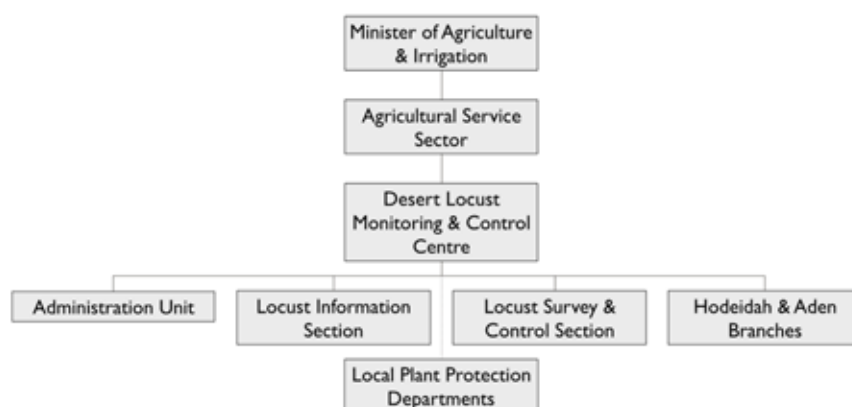 Minister of Agriculture
& Irrigation
Agricultural Service
Sector
Desert Locust
Monitoring & Control
Centre
Administration Unit
Locust Information
Section
Locust Survey &
Control Section
Hodeidah & Aden
Branches
Local Plant Protection
Departments